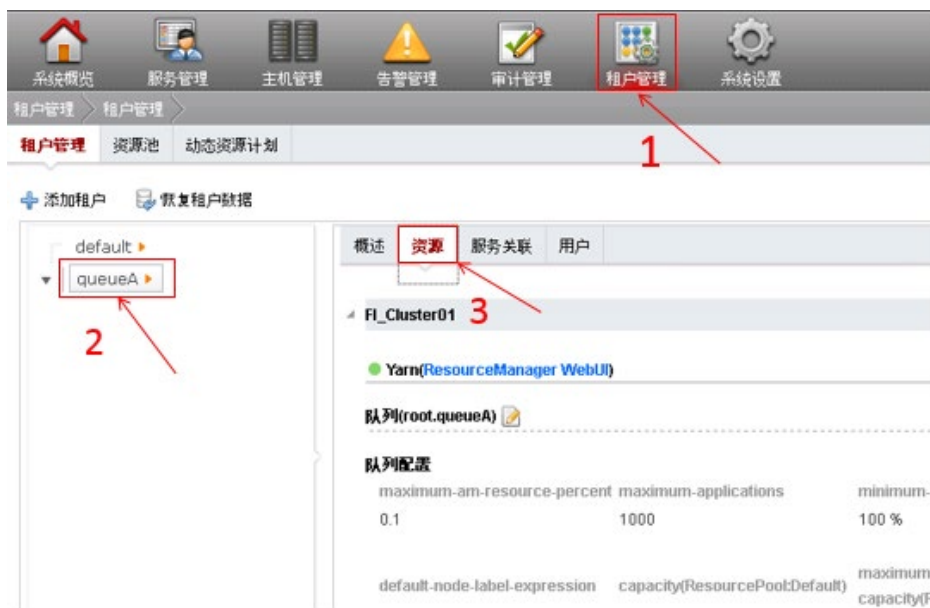 系统概览 服务管理 主机管理 告警管理 审计管理 租户管理 系统设置
租户管理 租户管理
租户管理 资源池 动态资源计划
1
添加租户 恢复租户数据
default
概述 资源 服务关联 用户
queueA
3
FI_Cluster01
2
Yarn(ResourceManager WebUI)
队列(root.queueA)
队列配置
maximum-am-resource-percent maximum-applications minimum-
0.1 1000 100 %
default-node-label-expression capacity(ResourcePool:Default) maximum
capacity(F